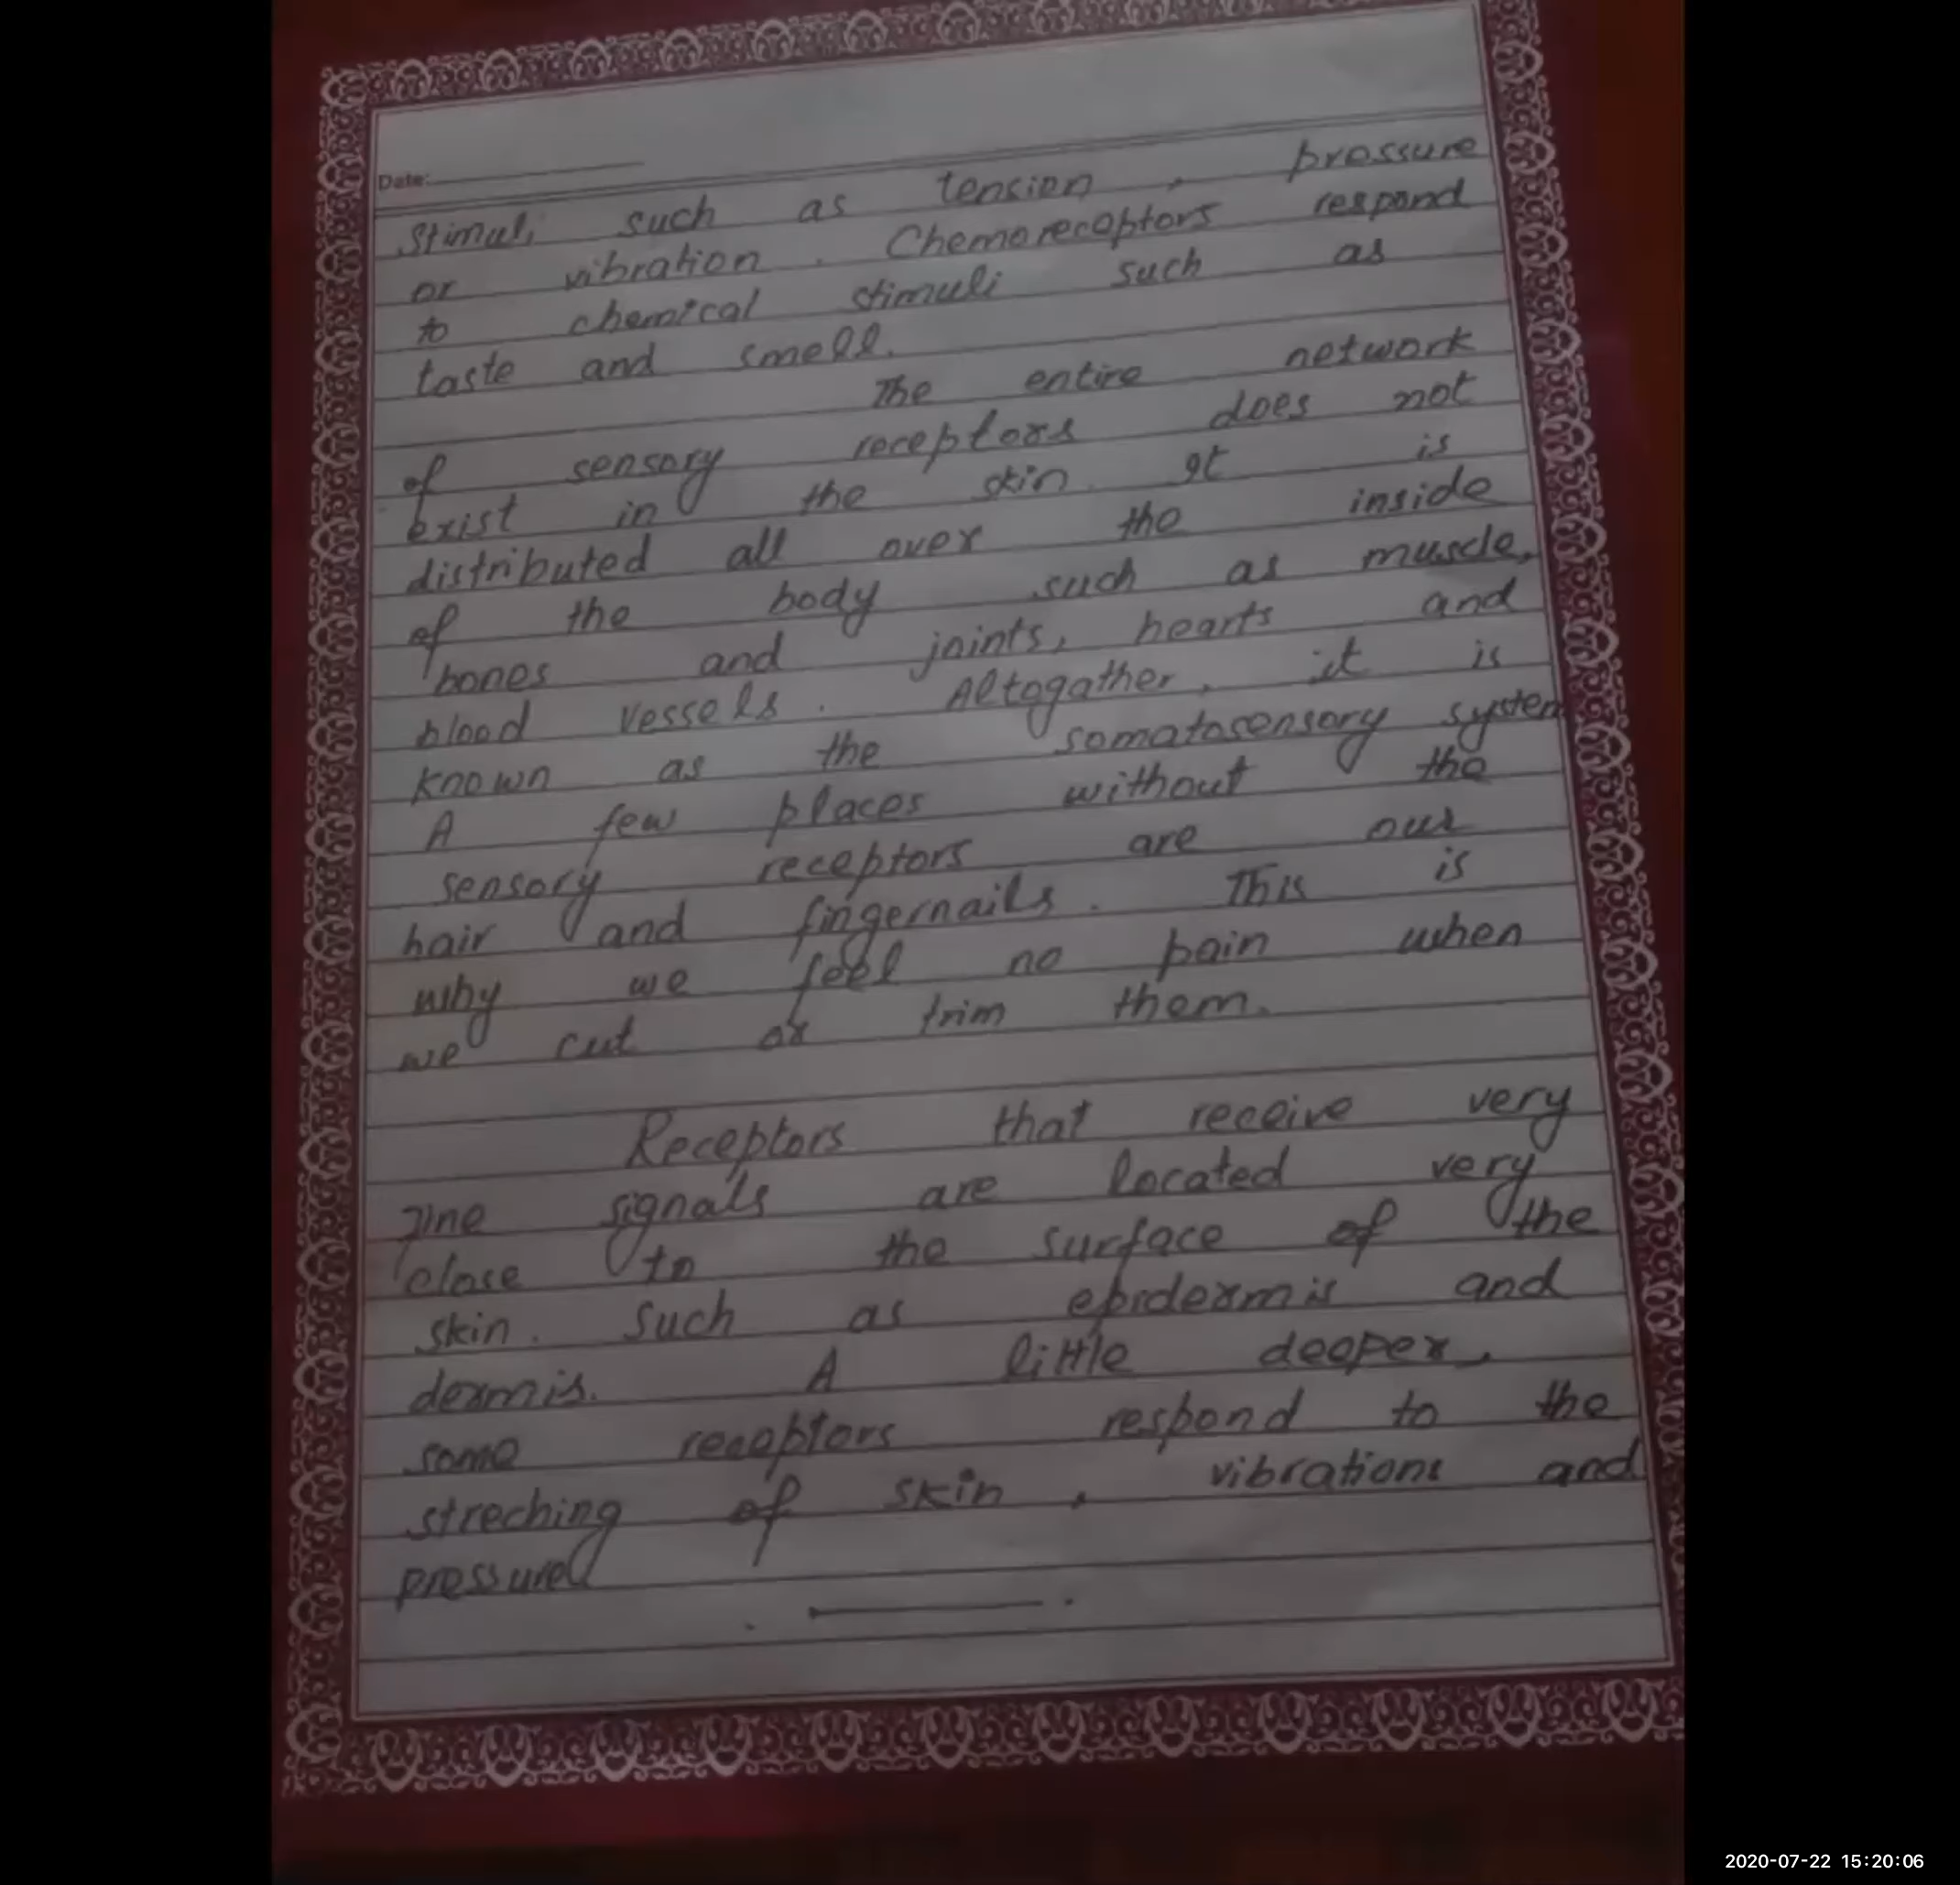 Date:
stimuli such as tension, pressure
or vibration. Chemoreceptors respond
to chemical stimuli such as
taste and smell.
The entire network
of sensory receptors does not
exist in the skin. It is
distributed all over the inside
of the body such as muscle,
bones and joints, hearts and
blood vessels. Altogather, it is
known as the somatosensory system
A few places without the
sensory receptors are our
hair and fingernails. This is
why we feel no pain when
we cut or trim them.
Receptors that receive very
fine signals are located very
close to the surface of the
skin. Such as epidermis and
dermis. A little deeper,
some receptors respond to the
streching of skin, vibrations and
pressure
2020-07-22 15:20:06